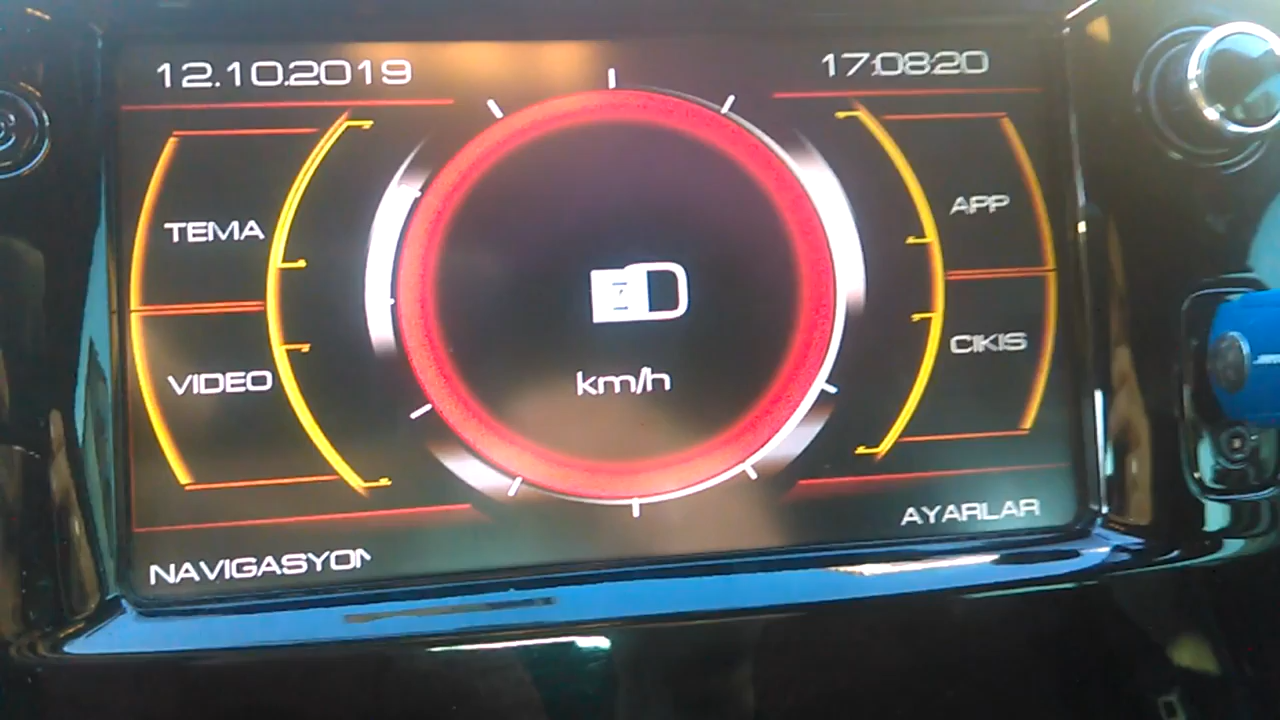 12.10.2019
17:08:20
TEMA
APP
VIDEO
CIKIS
km/h
NAVIGASYON
AYARLAR